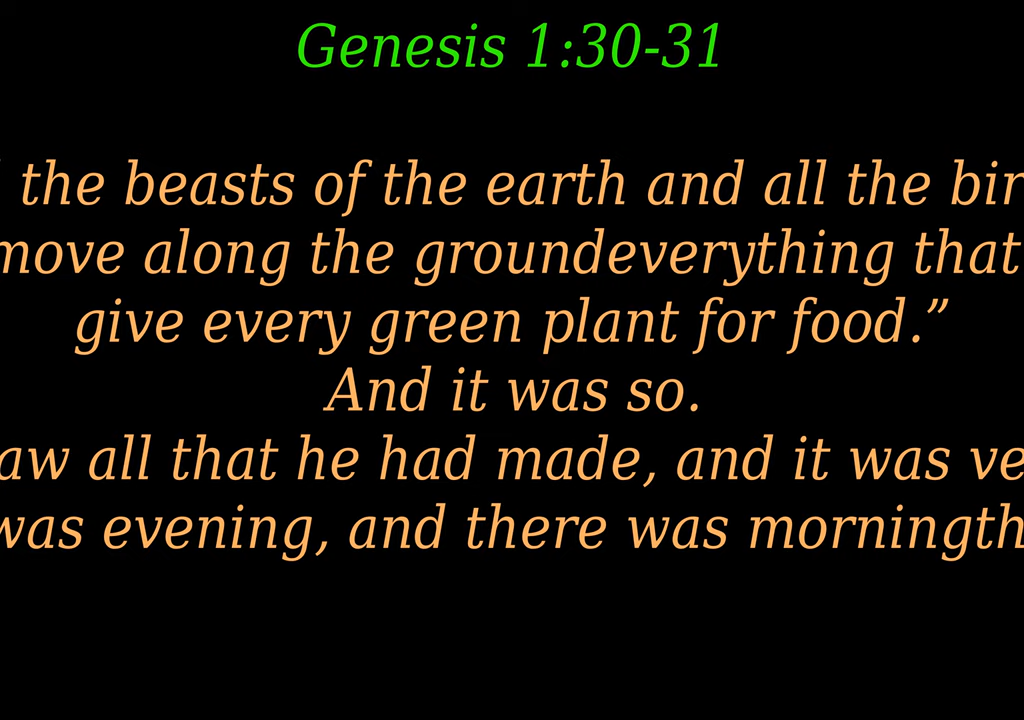 Genesis 1:30-31
the beasts of the earth and all the bir
move along the groundeverything that
give every green plant for food.”
And it was so.
aw all that he had made, and it was ve
was evening, and there was morningth